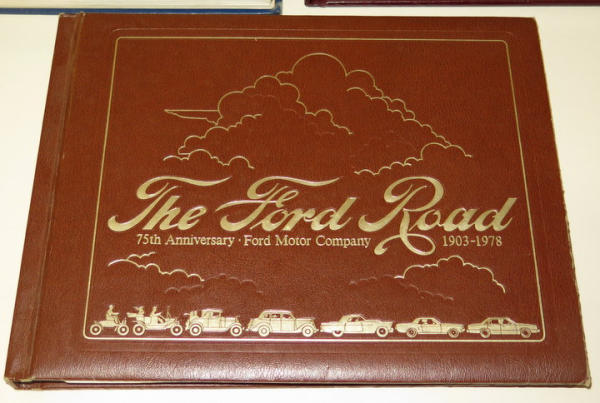 The Ford Road
75th Anniversary · Ford Motor Company 1903-1978